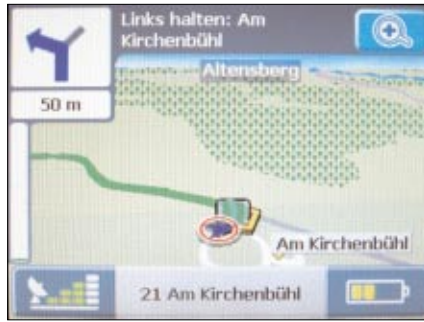 Links halten: Am
Kirchenbühl
Altensberg
50 m
Am Kirchenbühl
21 Am Kirchenbühl